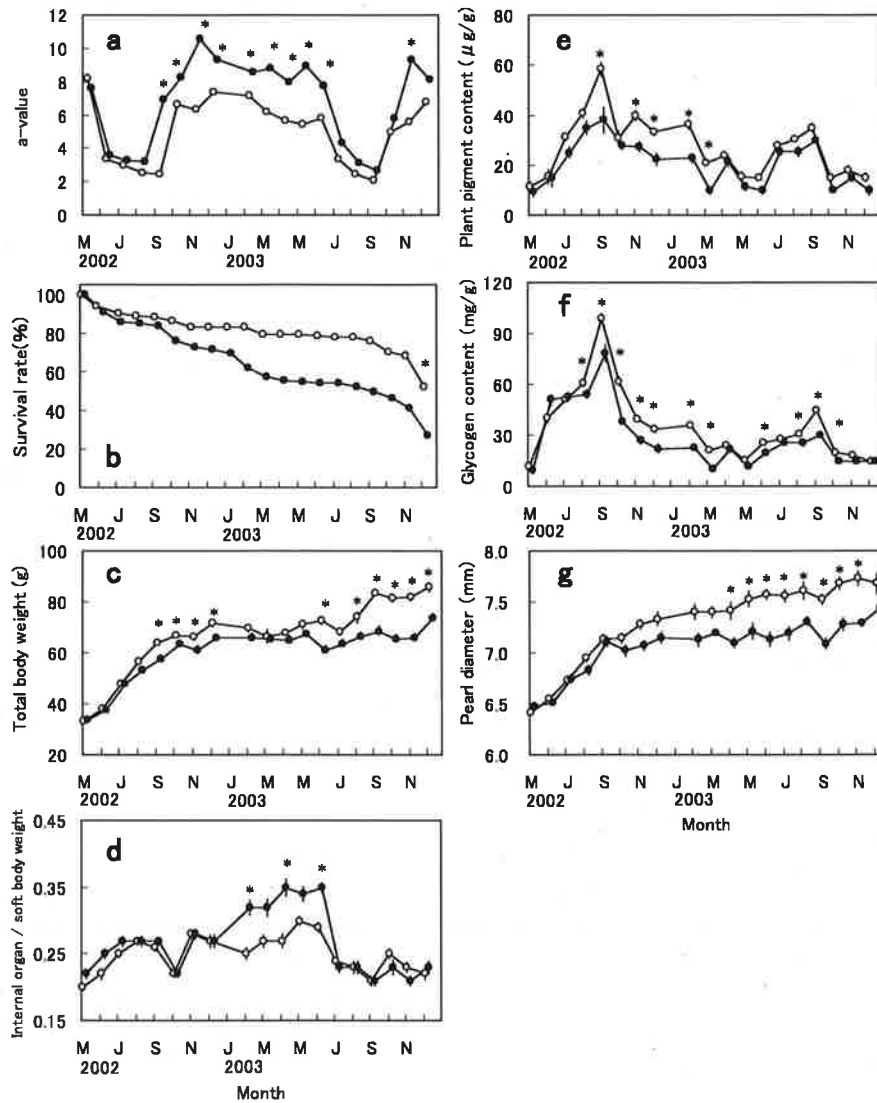 a
a-value
12
10
8
6
4
2
0
M J S N J M M J S N
2002 2003
b
Survival rate(%)
100
80
60
40
20
0
M J S N J M M J S N
2002 2003
c
Total body weight (g)
100
80
60
40
20
M J S N J M M J S N
2002 2003
d
Internal organ / soft body weight
0.45
0.35
0.25
0.15
M J S N J M M J S N
2002 2003
Month
e
Plant pigment content (μg/g)
80
60
40
20
0
M J S N J M M J S N
2002 2003
f
Glycogen content (mg/g)
120
90
60
30
0
M J S N J M M J S N
2002 2003
g
Pearl diameter (mm)
8.0
7.5
7.0
6.5
6.0
M J S N J M M J S N
2002 2003
Month